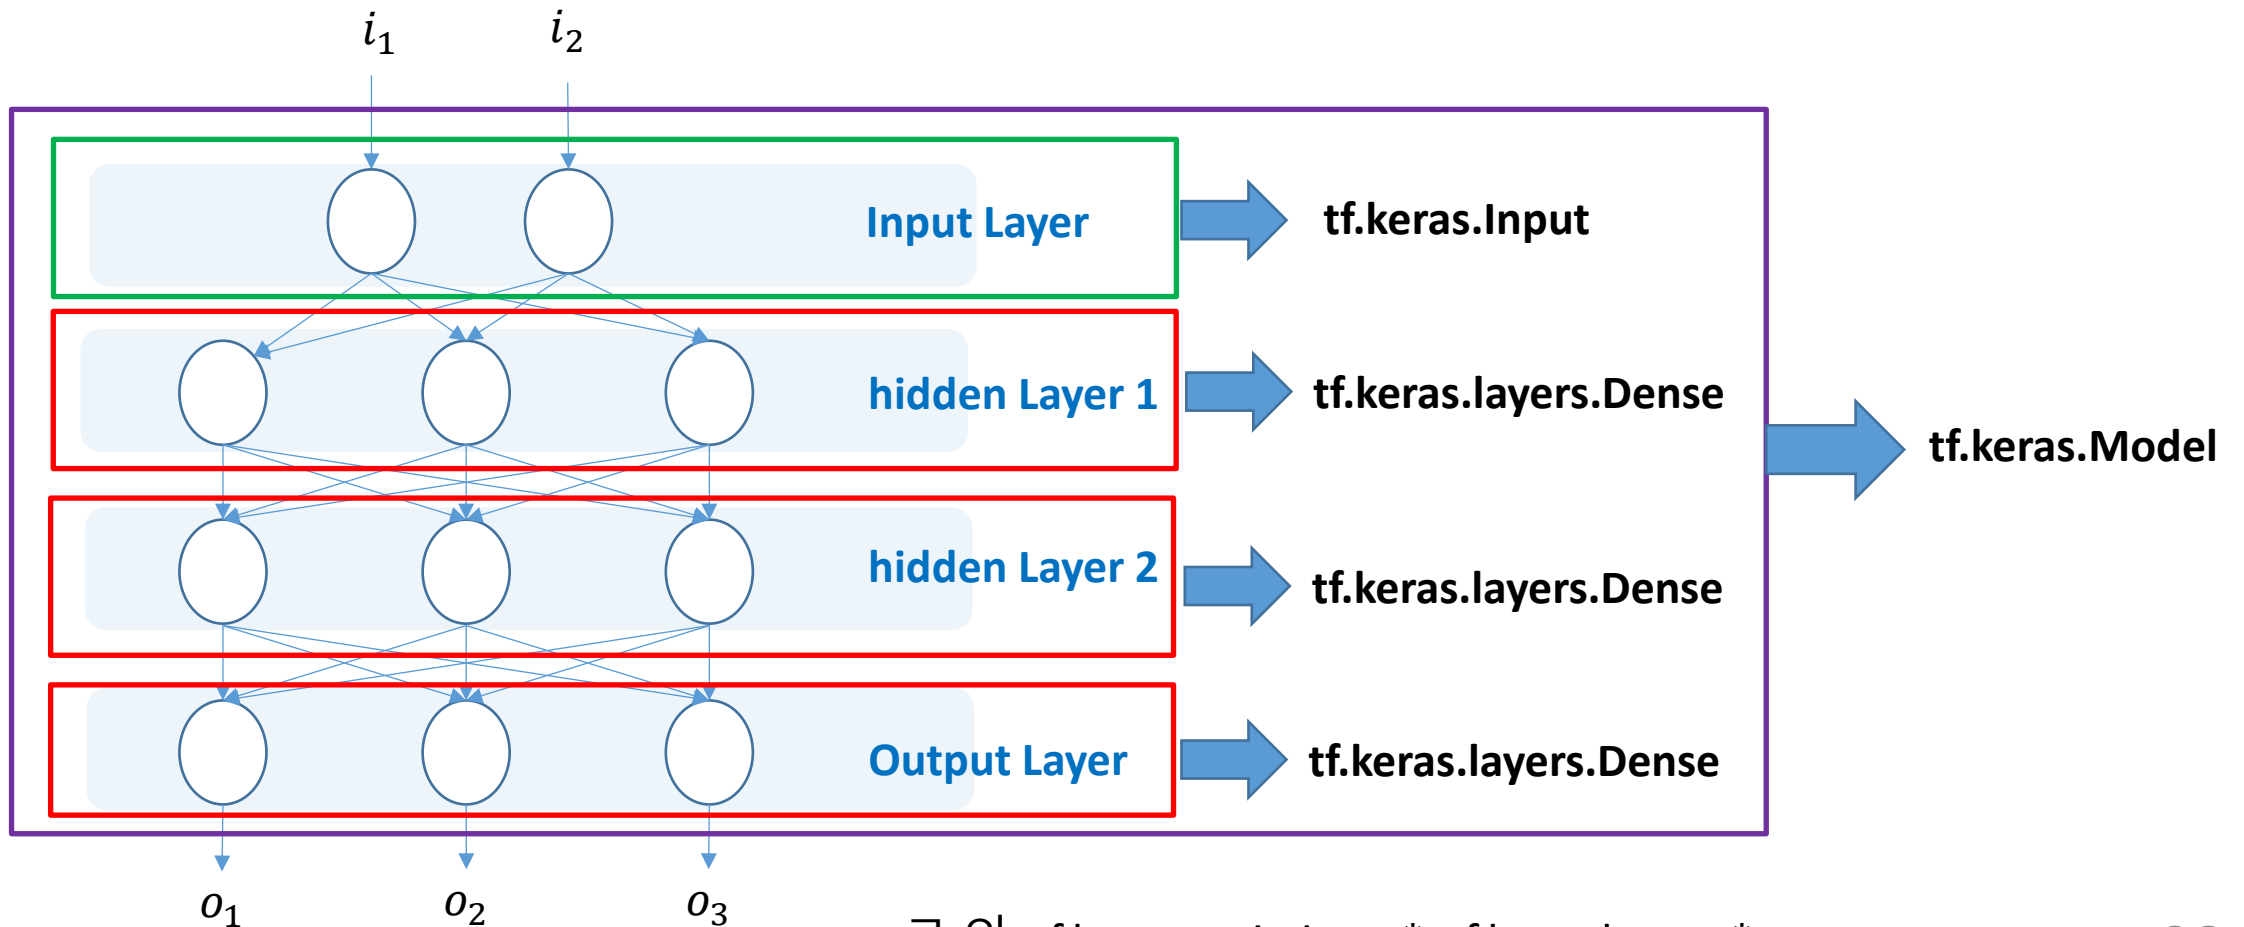 i₁ i₂
Input Layer tf.keras.Input
hidden Layer 1 tf.keras.layers.Dense
tf.keras.Model
hidden Layer 2 tf.keras.layers.Dense
Output Layer tf.keras.layers.Dense
o₁ o₂ o₃